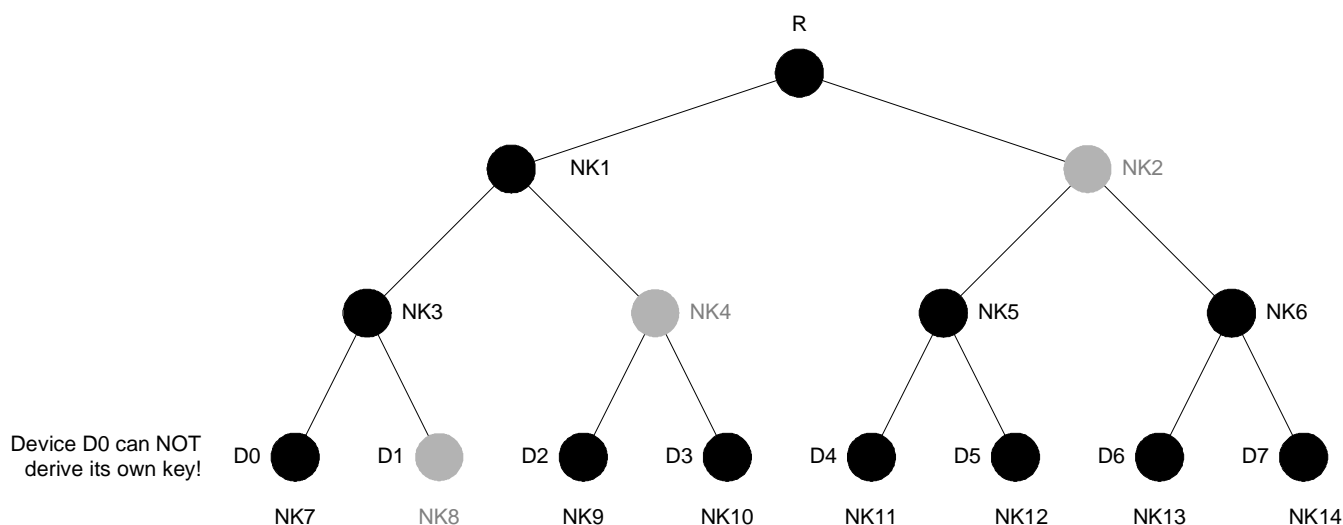 R
NK1
NK2
NK3
NK4
NK5
NK6
Device D0 can NOT
derive its own key!
D0
D1
D2
D3
D4
D5
D6
D7
NK7
NK8
NK9
NK10
NK11
NK12
NK13
NK14